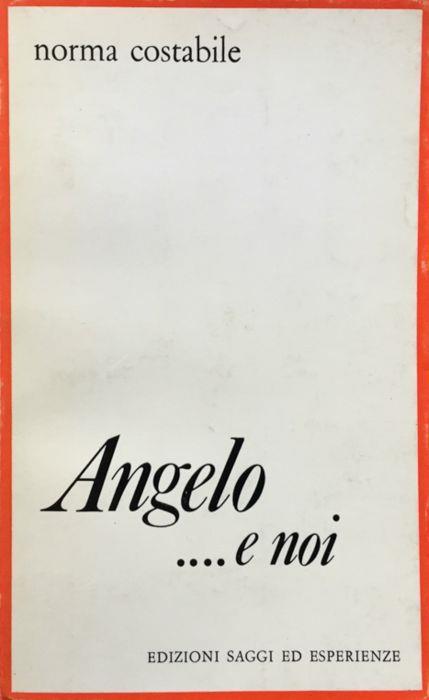 norma costabile
Angelo
....e noi
EDIZIONI SAGGI ED ESPERIENZE